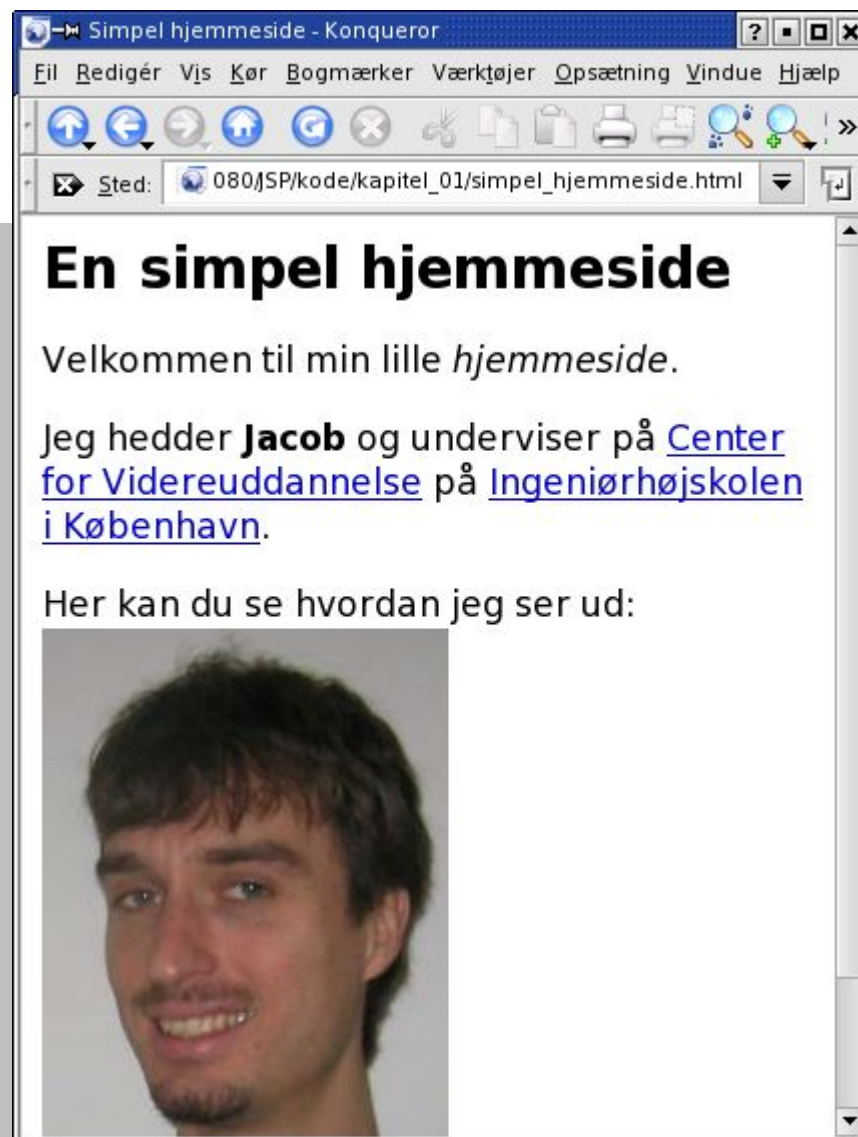 Simpel hjemmeside - Konqueror
Fil Redigér Vis Kør Bogmærker Værktøjer Opsætning Vindue Hjælp
Sted: 080/JSP/kode/kapitel_01/simpel_hjemmeside.html
En simpel hjemmeside
Velkommen til min lille hjemmeside.
Jeg hedder Jacob og underviser på Center
for Videreuddannelse på Ingeniørhøjskolen
i København.
Her kan du se hvordan jeg ser ud: